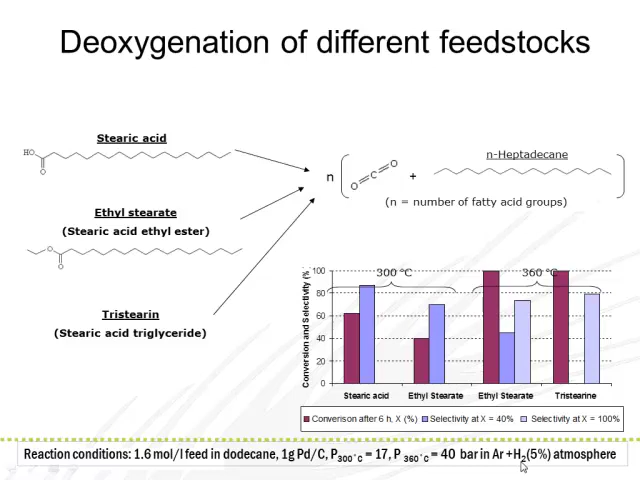 Deoxygenation of different feedstocks
Stearic acid
HO
O
Ethyl stearate
(Stearic acid ethyl ester)
O
O
Tristearin
(Stearic acid triglyceride)
n
O
C
O
+
n-Heptadecane
(n = number of fatty acid groups)
Conversion and Selectivity (%)
100
80
60
40
20
0
300 °C
360 °C
Stearic acid
Ethyl Stearate
Ethyl Stearate
Tristearine
Converison after 6 h, X (%)
Selectivity at X = 40%
Selectivity at X = 100%
Reaction conditions: 1.6 mol/l feed in dodecane, 1g Pd/C, P300°C = 17, P 360°C = 40 bar in Ar +H2(5%) atmosphere